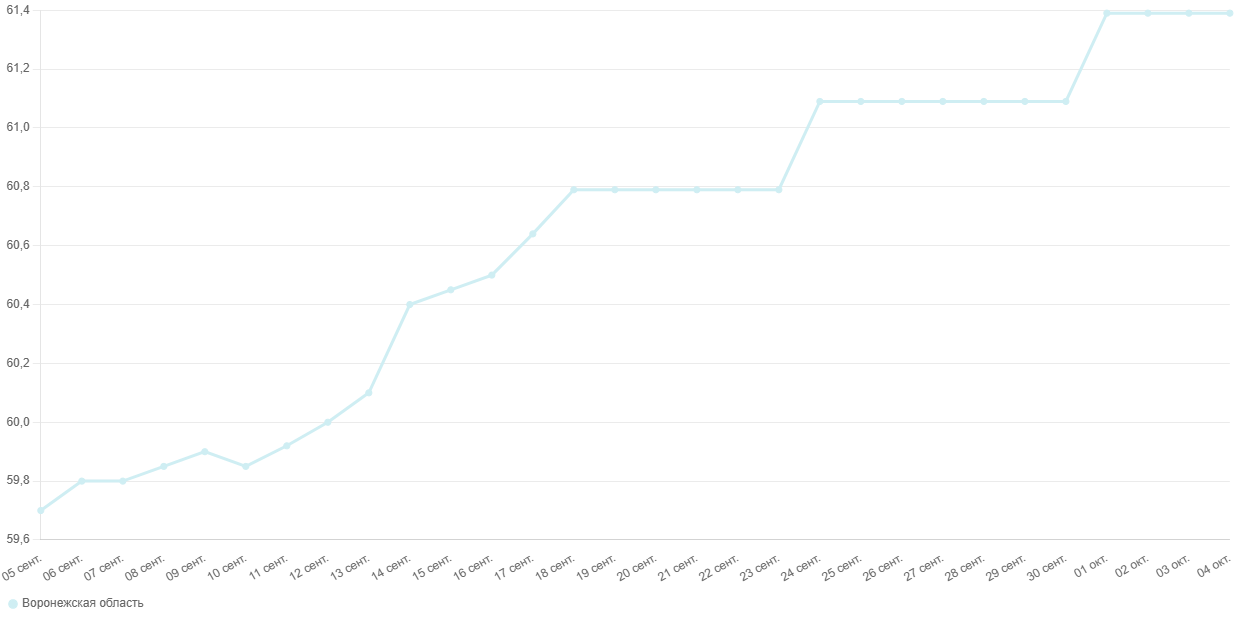 61,4
61,2
61,0
60,8
60,6
60,4
60,2
60,0
59,8
59,6
05 сент.
06 сент.
07 сент.
08 сент.
09 сент.
10 сент.
11 сент.
12 сент.
13 сент.
14 сент.
15 сент.
16 сент.
17 сент.
18 сент.
19 сент.
20 сент.
21 сент.
22 сент.
23 сент.
24 сент.
25 сент.
26 сент.
27 сент.
28 сент.
29 сент.
30 сент.
01 окт.
02 окт.
03 окт.
04 окт.
Воронежская область